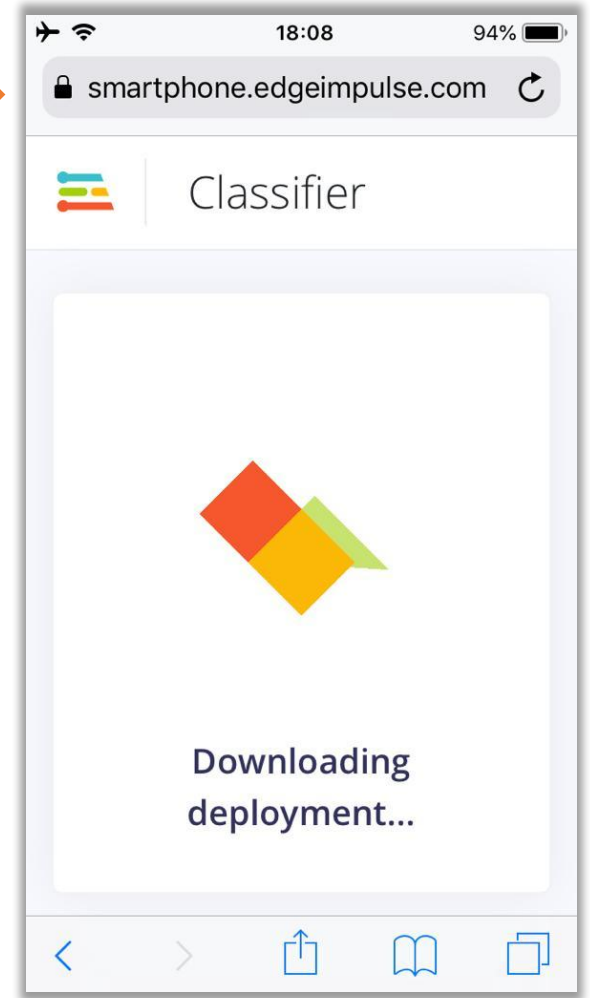 18:08
94%
smartphone.edgeimpulse.com
Classifier
Downloading
deployment...